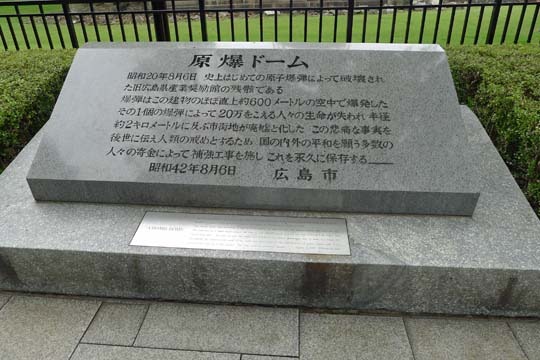 原爆ドーム
昭和20年8月6日 史上はじめての原子爆弾によって破壊され
た旧広島県産業奨励館の残骸である
爆弾はこの建物のほぼ直上約600メートルの空中で爆発した
その1個の爆弾によって20万をこえる人々の生命が失われ 半径
約2キロメートルに及ぶ市街地が廃墟と化した この悲痛な事実を
後世に伝え人類の戒めとするため 国の内外の平和を願う多数の
人々の寄金によって補強工事を施し これを永久に保存する
昭和42年8月6日 広島市
A-BOMB DOME